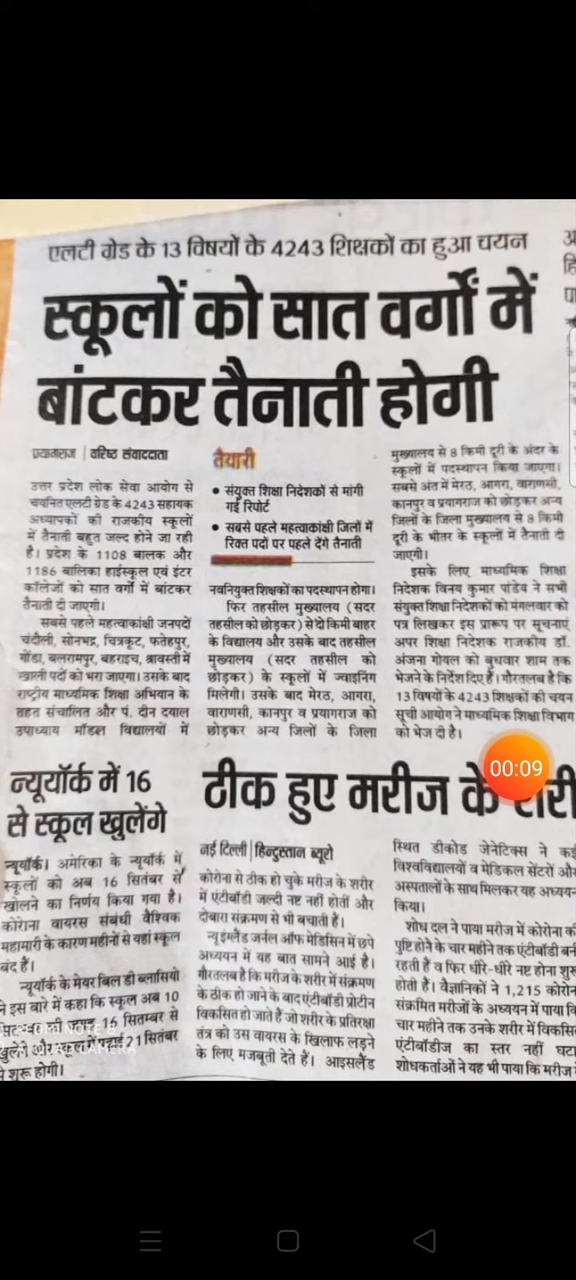 एलटी ग्रेड के 13 विषयों के 4243 शिक्षकों का हुआ चयन
स्कूलों को सात वर्गों में
बांटकर तैनाती होगी
प्रयागराज | वरिष्ठ संवाददाता
उत्तर प्रदेश लोक सेवा आयोग से
चयनित एलटी ग्रेड के 4243 सहायक
अध्यापकों की राजकीय स्कूलों
में तैनाती बहुत जल्द होने जा रही
है। प्रदेश के 1108 बालक और
1186 बालिका हाईस्कूल एवं इंटर
कॉलेजों को सात वर्गों में बांटकर
तैनाती दी जाएगी।
सबसे पहले महत्वाकांक्षी जनपदों
चंदौली, सोनभद्र, चित्रकूट, फतेहपुर,
गोंडा, बलरामपुर, बहराइच, श्रावस्ती में
खाली पदों को भरा जाएगा। उसके बाद
राष्ट्रीय माध्यमिक शिक्षा अभियान के
तहत संचालित और पं. दीन दयाल
उपाध्याय मॉडल विद्यालयों में
तैयारी
• संयुक्त शिक्षा निदेशकों से मांगी
गई रिपोर्ट
• सबसे पहले महत्वाकांक्षी जिलों में
रिक्त पदों पर पहले देंगे तैनाती
नवनियुक्त शिक्षकों का पदस्थापन होगा।
फिर तहसील मुख्यालय (सदर
तहसील को छोड़कर) से दो किमी बाहर
के विद्यालय और उसके बाद तहसील
मुख्यालय (सदर तहसील को
छोड़कर) के स्कूलों में ज्वाइनिंग
मिलेगी। उसके बाद मेरठ, आगरा,
वाराणसी, कानपुर व प्रयागराज को
छोड़कर अन्य जिलों के जिला
मुख्यालय से 8 किमी दूरी के अंदर के
स्कूलों में पदस्थापन किया जाएगा।
सबसे अंत में मेरठ, आगरा, वाराणसी,
कानपुर व प्रयागराज को छोड़कर अन्य
जिलों के जिला मुख्यालय से 8 किमी
दूरी के भीतर के स्कूलों में तैनाती दी
जाएगी।
इसके लिए माध्यमिक शिक्षा
निदेशक विनय कुमार पांडेय ने सभी
संयुक्त शिक्षा निदेशकों को मंगलवार को
पत्र लिखकर इस प्रारूप पर सूचनाएं
अपर शिक्षा निदेशक राजकीय डॉ.
अंजना गोयल को बुधवार शाम तक
भेजने के निर्देश दिए हैं। गौरतलब है कि
13 विषयों के 4243 शिक्षकों की चयन
सूची आयोग ने माध्यमिक शिक्षा विभाग
को भेज दी है।
00:09
न्यूयॉर्क में 16
से स्कूल खुलेंगे
न्यूयॉर्क। अमेरिका के न्यूयॉर्क में
स्कूलों को अब 16 सितंबर से
खोलने का निर्णय किया गया है।
कोरोना वायरस संबंधी वैश्विक
महामारी के कारण महीनों से यहां स्कूल
बंद हैं।
न्यूयॉर्क के मेयर बिल डी ब्लासियो
ने इस बारे में कहा कि स्कूल अब 10
की जगह 16 सितम्बर से
खुलेंगे और स्कूल में पढ़ाई 21 सितंबर
से शुरू होगी।
ठीक हुए मरीज के
नई दिल्ली | हिन्दुस्तान ब्यूरो
कोरोना से ठीक हो चुके मरीज के शरीर
में एंटीबॉडी जल्दी नष्ट नहीं होतीं और
दोबारा संक्रमण से भी बचाती हैं।
न्यू इंग्लैंड जर्नल ऑफ मेडिसिन में छपे
अध्ययन में यह बात सामने आई है।
गौरतलब है कि मरीज के शरीर में संक्रमण
के ठीक हो जाने के बाद एंटीबॉडी प्रोटीन
विकसित हो जाते हैं जो शरीर के प्रतिरक्षा
तंत्र को उस वायरस के खिलाफ लड़ने
के लिए मजबूती देते हैं। आइसलैंड
स्थित डीकोड जेनेटिक्स ने कई
विश्वविद्यालयों व मेडिकल सेंटरों और
अस्पतालों के साथ मिलकर यह अध्ययन
किया।
शोध दल ने पाया मरीज में कोरोना की
पुष्टि होने के चार महीने तक एंटीबॉडी बनी
रहती हैं व फिर धीरे-धीरे नष्ट होना शुरू
होती हैं। वैज्ञानिकों ने 1,215 कोरोना
संक्रमित मरीजों के अध्ययन में पाया कि
चार महीने तक उनके शरीर में विकसित
एंटीबॉडीज का स्तर नहीं घटा
शोधकर्ताओं ने यह भी पाया कि मरीज